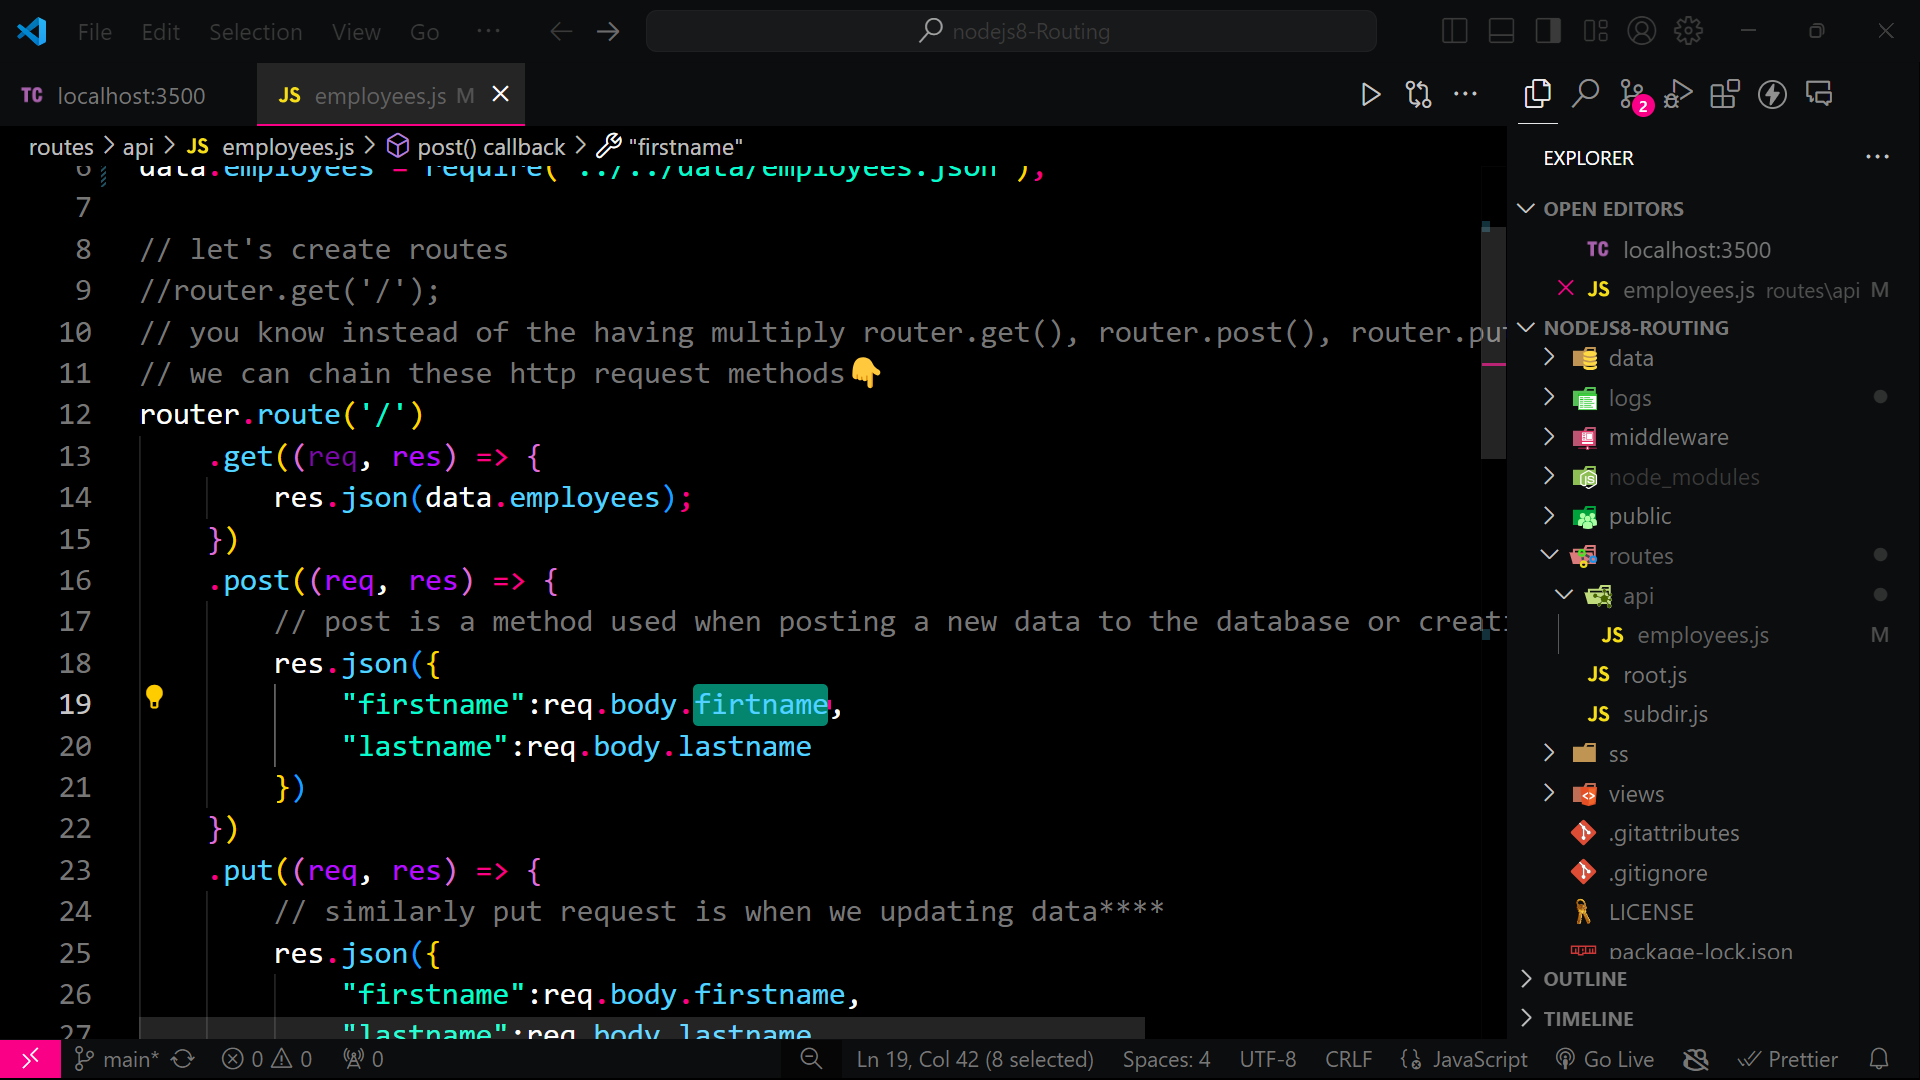 File Edit Selection View Go ··· nodejs8-Routing
TC localhost:3500 JS employees.js M
routes > api > JS employees.js > post() callback > "firstname"
6 data.employees = require('../../data/employees.json');
7
8 // let's create routes
9 //router.get('/');
10 // you know instead of the having multiply router.get(), router.post(), router.put
11 // we can chain these http request methods👇
12 router.route('/')
13 .get((req, res) => {
14 res.json(data.employees);
15 })
16 .post((req, res) => {
17 // post is a method used when posting a new data to the database or creati
18 res.json({
19 "firstname":req.body.firtname,
20 "lastname":req.body.lastname
21 })
22 })
23 .put((req, res) => {
24 // similarly put request is when we updating data****
25 res.json({
26 "firstname":req.body.firstname,
27 "lastname":req.body.lastname
2
EXPLORER ···
OPEN EDITORS
TC localhost:3500
JS employees.js routes\api M
NODEJS8-ROUTING
data
logs
middleware
node_modules
public
routes
api
JS employees.js M
JS root.js
JS subdir.js
ss
views
.gitattributes
.gitignore
LICENSE
package-lock.json
OUTLINE
TIMELINE
main* 0 0 0 Ln 19, Col 42 (8 selected) Spaces: 4 UTF-8 CRLF JavaScript Go Live Prettier